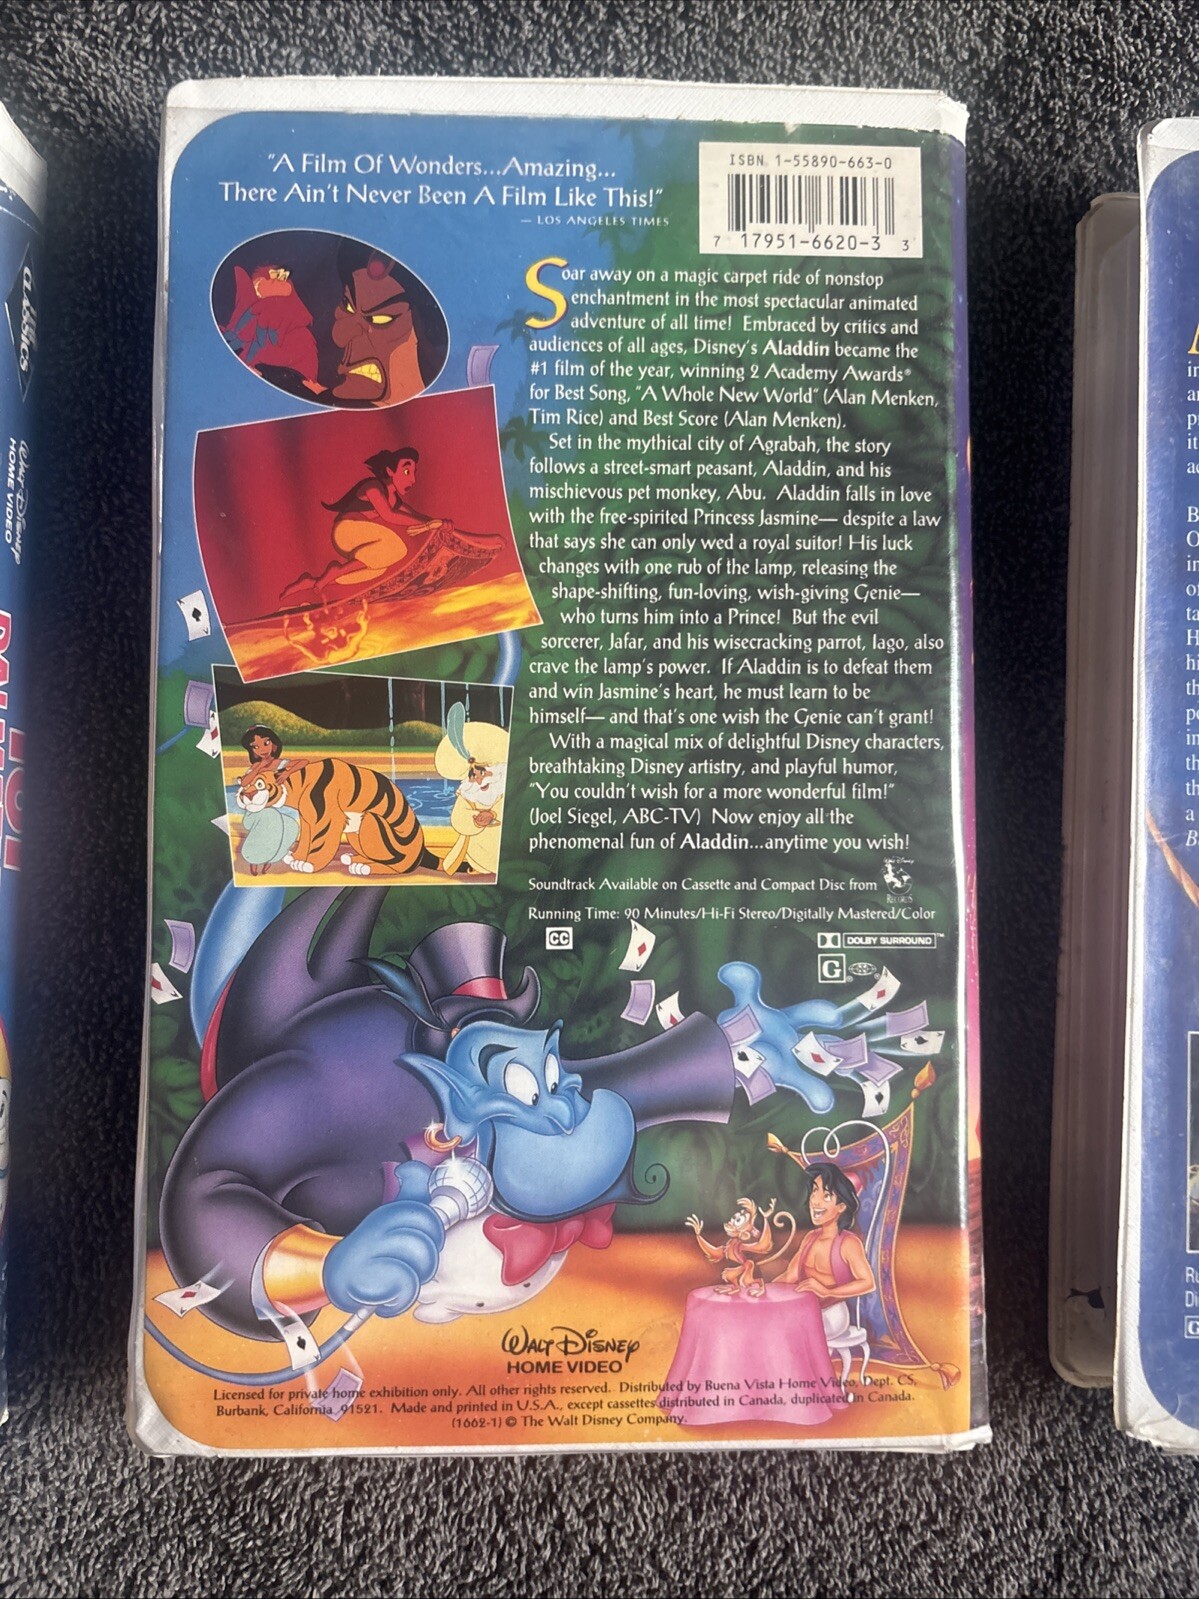 "A Film Of Wonders...Amazing...
There Ain't Never Been A Film Like This!"
— LOS ANGELES TIMES
ISBN 1-55890-663-0
7 17951-6620-3 3
Soar away on a magic carpet ride of nonstop
enchantment in the most spectacular animated
adventure of all time! Embraced by critics and
audiences of all ages, Disney's Aladdin became the
#1 film of the year, winning 2 Academy Awards®
for Best Song, "A Whole New World" (Alan Menken,
Tim Rice) and Best Score (Alan Menken).
Set in the mythical city of Agrabah, the story
follows a street-smart peasant, Aladdin, and his
mischievous pet monkey, Abu. Aladdin falls in love
with the free-spirited Princess Jasmine— despite a law
that says she can only wed a royal suitor! His luck
changes with one rub of the lamp, releasing the
shape-shifting, fun-loving, wish-giving Genie—
who turns him into a Prince! But the evil
sorcerer, Jafar, and his wisecracking parrot, Iago, also
crave the lamp's power. If Aladdin is to defeat them
and win Jasmine's heart, he must learn to be
himself— and that's one wish the Genie can't grant!
With a magical mix of delightful Disney characters,
breathtaking Disney artistry, and playful humor,
"You couldn't wish for a more wonderful film!"
(Joel Siegel, ABC-TV) Now enjoy all the
phenomenal fun of Aladdin...anytime you wish!
Soundtrack Available on Cassette and Compact Disc from
Walt Disney
RECORDS
Running Time: 90 Minutes/Hi-Fi Stereo/Digitally Mastered/Color
CC
DOLBY SURROUND™
G
WALT DISNEY
HOME VIDEO
Licensed for private home exhibition only. All other rights reserved. Distributed by Buena Vista Home Video, Dept. CS,
Burbank, California 91521. Made and printed in U.S.A., except cassettes distributed in Canada, duplicated in Canada.
(1662-1) © The Walt Disney Company.
CLASSICS
WALT DISNEY
HOME VIDEO